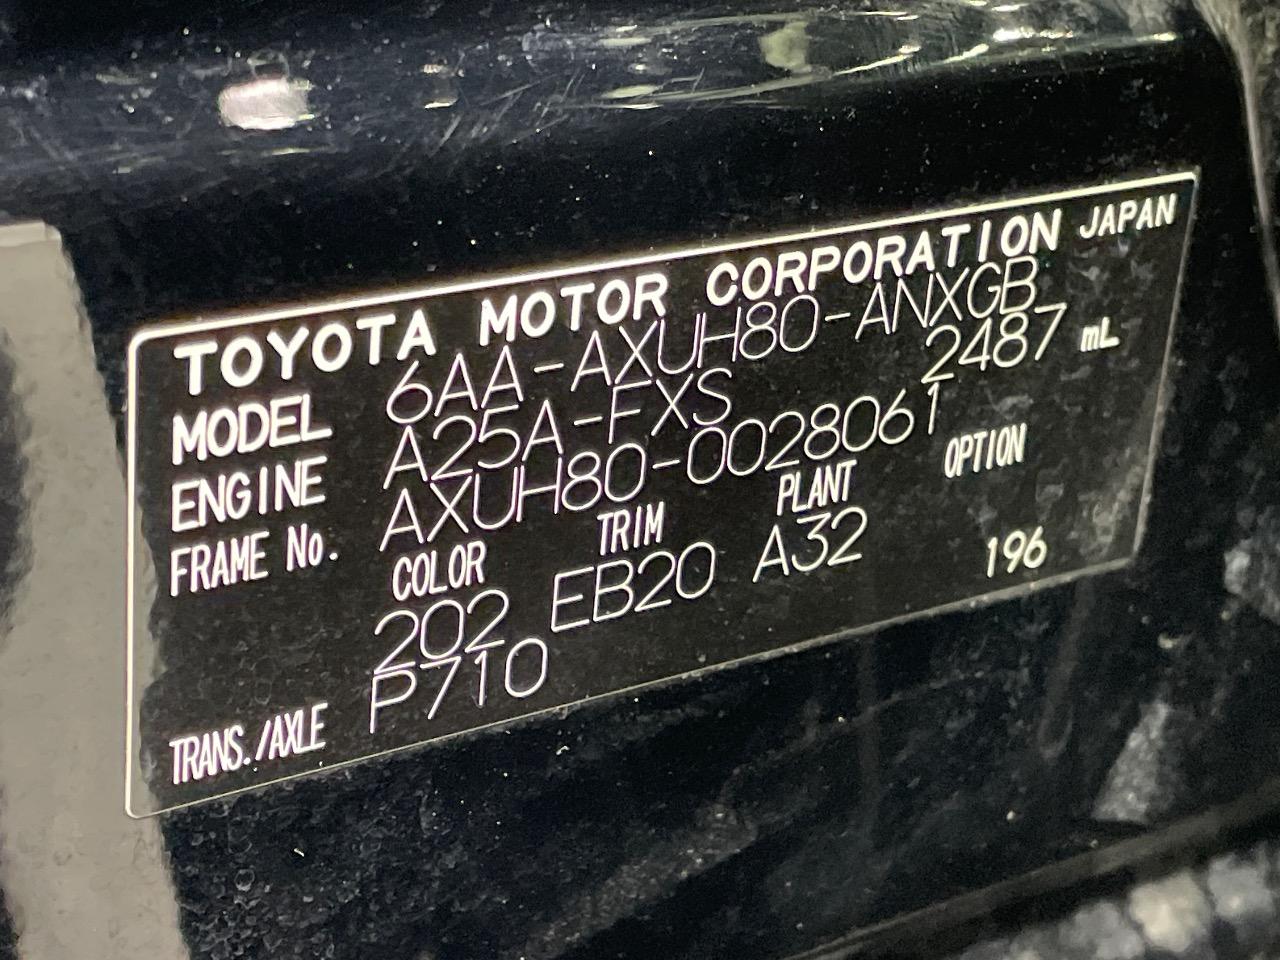 TOYOTA MOTOR CORPORATION JAPAN
MODEL 6AA-AXUH80-ANXGB
ENGINE A25A-FXS 2487 mL
FRAME No. AXUH80-0028061
COLOR TRIM PLANT OPTION
202 EB20 A32 196
TRANS./AXLE P710